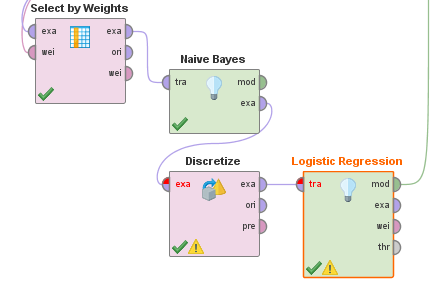 Select by Weights
exa exa
wei ori
wei
Naive Bayes
tra mod
exa
Discretize
exa exa
ori
pre
Logistic Regression
tra mod
exa
wei
thr